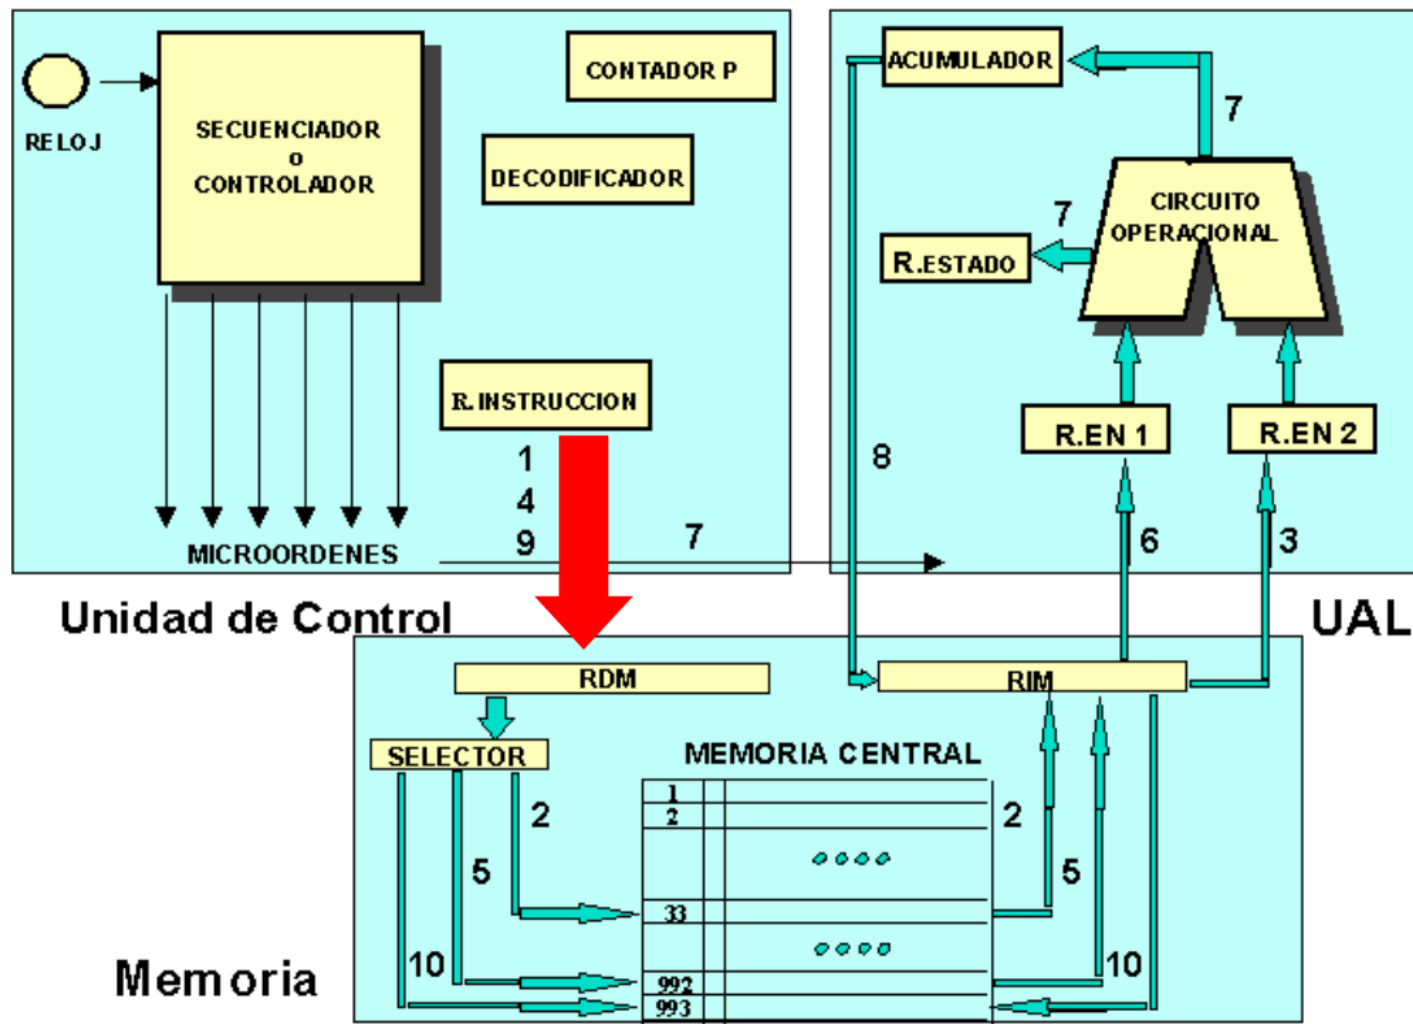 RELOJ
SECUENCIADOR
o
CONTROLADOR
CONTADOR P
DECODIFICADOR
R.INSTRUCCION
1
4
9
7
MICROORDENES
Unidad de Control
ACUMULADOR
7
CIRCUITO
OPERACIONAL
7
R.ESTADO
R.EN 1
R.EN 2
8
6
3
UAL
RDM
RIM
SELECTOR
MEMORIA CENTRAL
1
2
2
2
5
5
33
10
10
992
993
Memoria